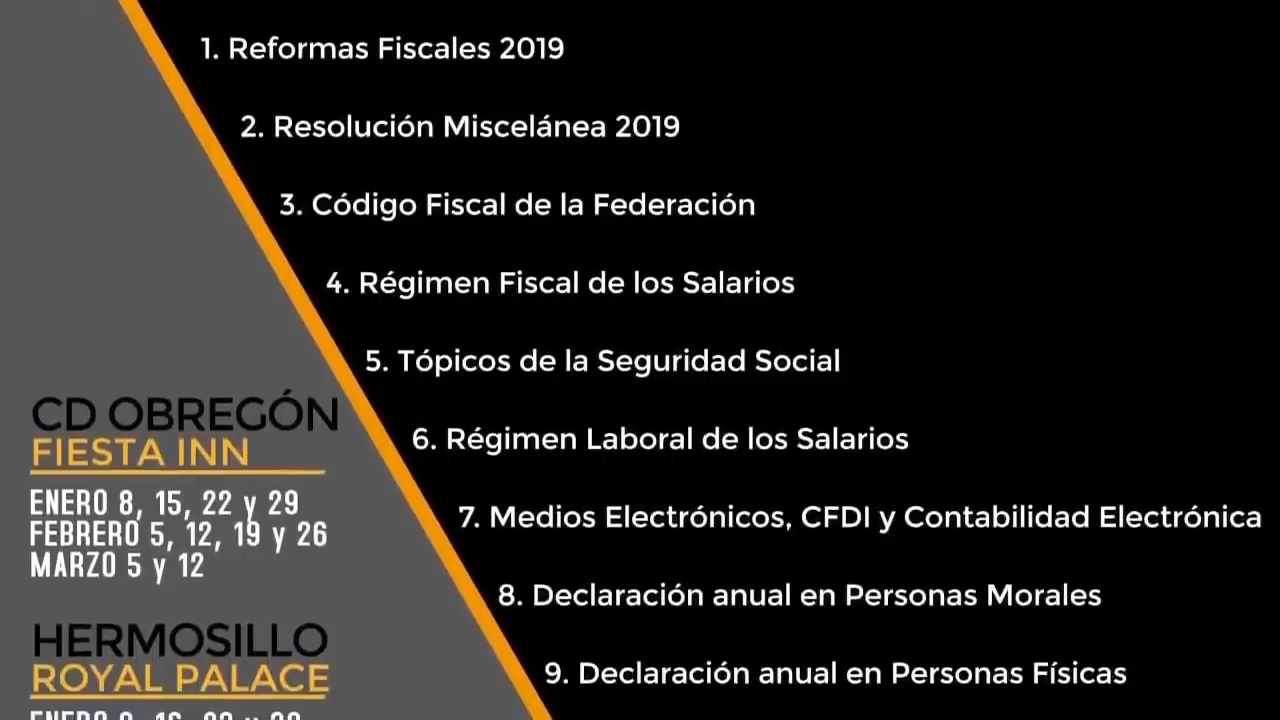 1. Reformas Fiscales 2019
2. Resolución Miscelánea 2019
3. Código Fiscal de la Federación
4. Régimen Fiscal de los Salarios
5. Tópicos de la Seguridad Social
6. Régimen Laboral de los Salarios
7. Medios Electrónicos, CFDI y Contabilidad Electrónica
8. Declaración anual en Personas Morales
9. Declaración anual en Personas Físicas
CD OBREGÓN
FIESTA INN
ENERO 8, 15, 22 y 29
FEBRERO 5, 12, 19 y 26
MARZO 5 y 12
HERMOSILLO
ROYAL PALACE
ENERO